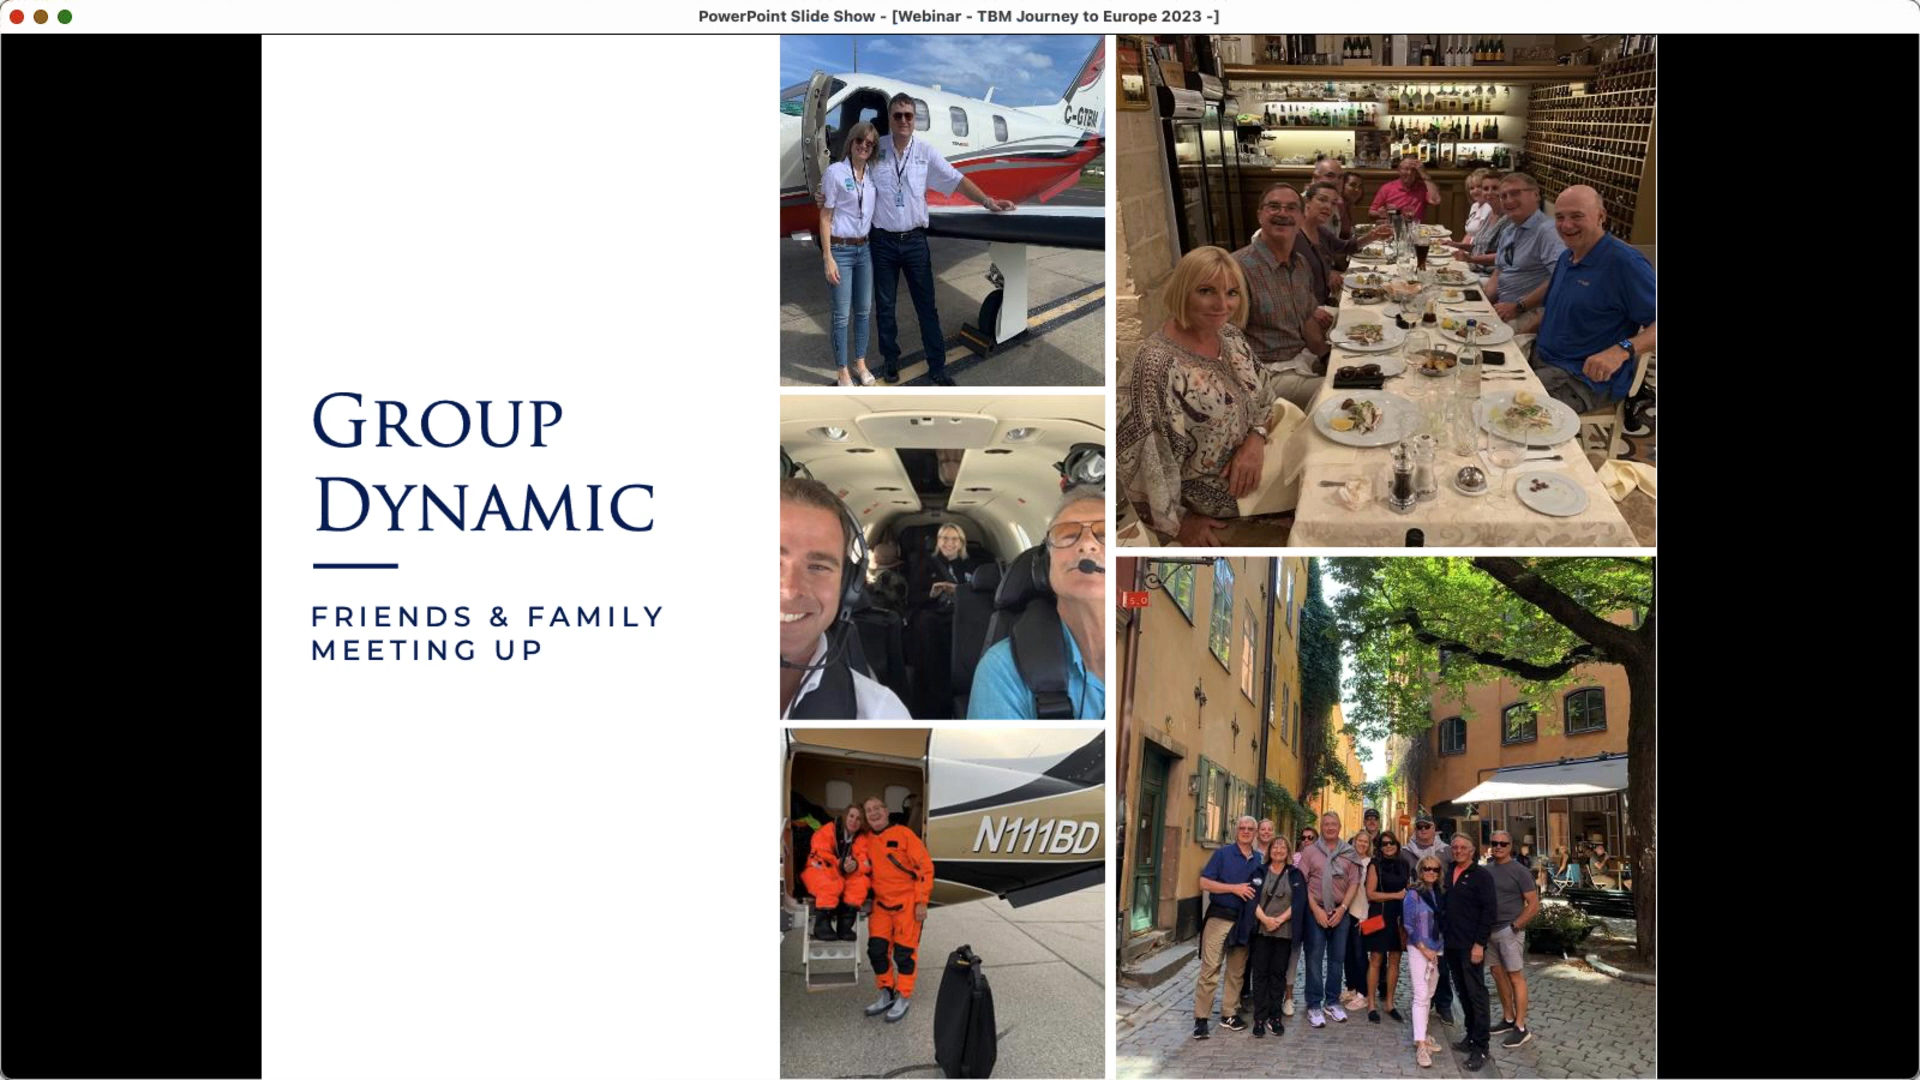 PowerPoint Slide Show - [Webinar - TBM Journey to Europe 2023 -]
GROUP
DYNAMIC
FRIENDS & FAMILY
MEETING UP
C-GTBM
N111BD